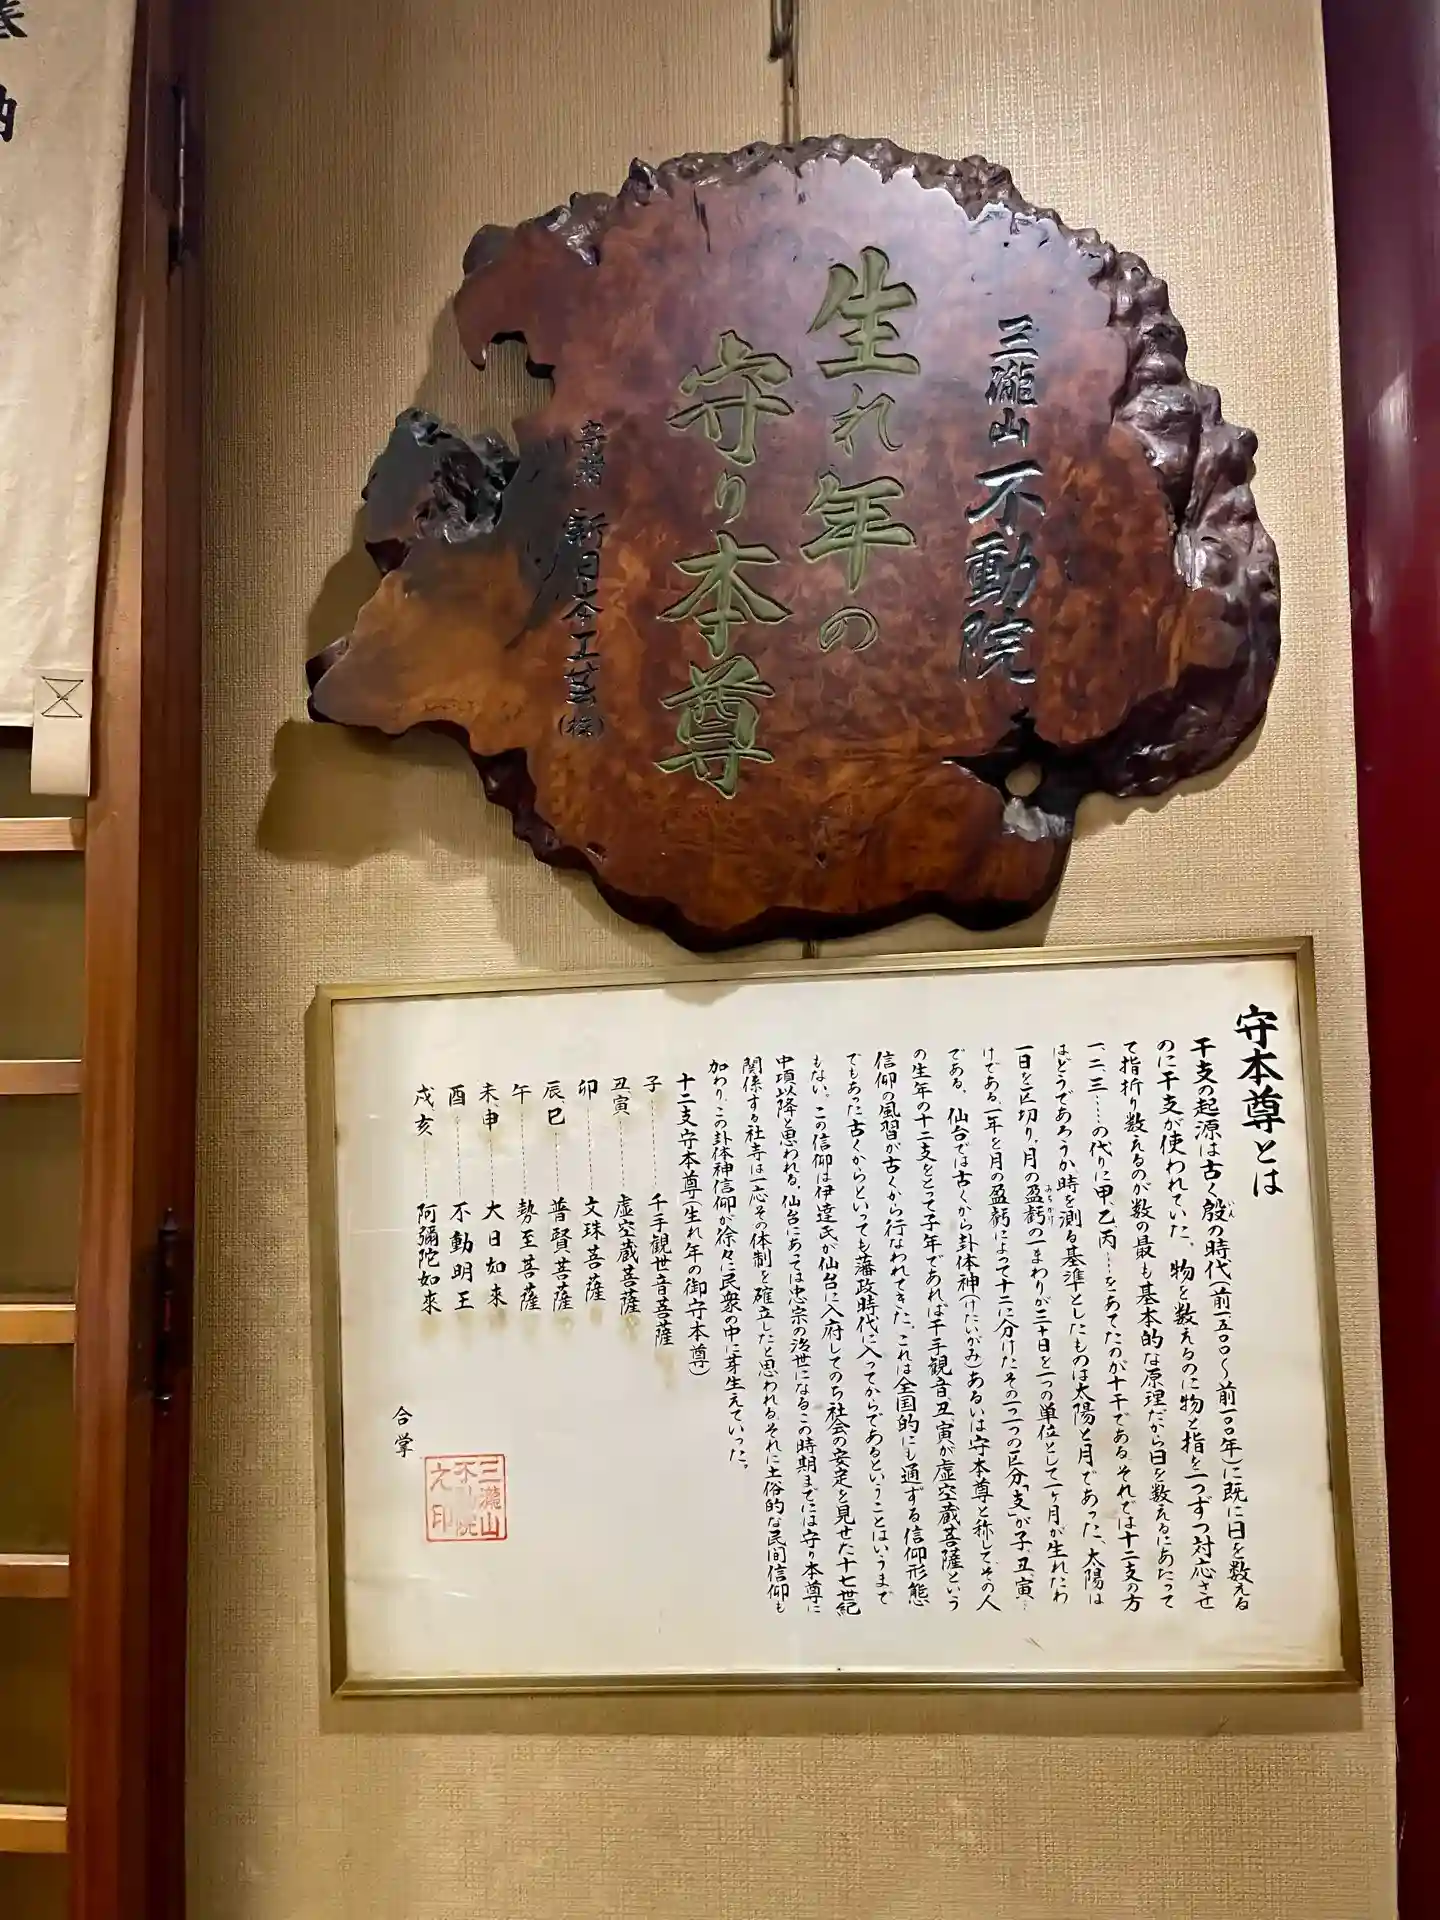 奉納
三瀧山不動院
生れ年の
守り本尊
寄者 新日本工芸(株)
守本尊とは
干支の起源は古く殷の時代(前一五〇〇~前一一〇〇年)に既に日を数える
のに干支が使われていた。物を数えるのに物と指を一つずつ対応させ
て指折り数えるのが数の最も基本的な原理だから日を数えるにあたって
一、二、三……の代りに甲、乙、丙……をあてたのが十干である。それでは十二支の方
はどうであろうか、時を測る基準としたものは太陽と月であった、太陽は
一日を区切り、月の盈虧の一まわりが三十日を一つの単位として一ヶ月が生れたわ
けである、一年を月の盈虧によって十二に分けたその一つ一つの区分「支」が子、丑、寅…
である。仙台では古くから卦体神(けたいがみ)あるいは守本尊と称してその人
の生年の十二支をとって子年であれば千手観音、丑、寅が虚空蔵菩薩という
信仰の風習が古くから行なわれてきた。これは全国的にも通ずる信仰形態
でもあった古くからといっても藩政時代に入ってからであるということはいうまで
もない。この信仰は伊達氏が仙台に入府してのち社会の安定を見せた十七世紀
中項以降と思われる。仙台にあっては忠宗の治世になるこの時期までには守り本尊に
関係する社寺は一応その体制を確立したと思われる。それに土俗的な民間信仰も
加わり、この卦体神信仰が徐々に民衆の中に芽生えていった。
十二支守本尊(生れ年の御守本尊)
子……千手観世音菩薩
丑寅……虚空蔵菩薩
卯……文珠菩薩
辰巳……普賢菩薩
午……勢至菩薩
未申……大日如来
酉……不動明王
戌亥……阿彌陀如来
合掌
三瀧山
不動院
之印